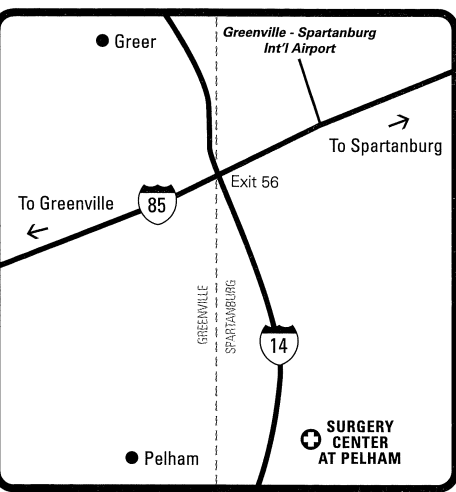 Greenville - Spartanburg
Int'l Airport
Greer
To Spartanburg
Exit 56
To Greenville
85
GREENVILLE
SPARTANBURG
14
SURGERY
CENTER
AT PELHAM
Pelham